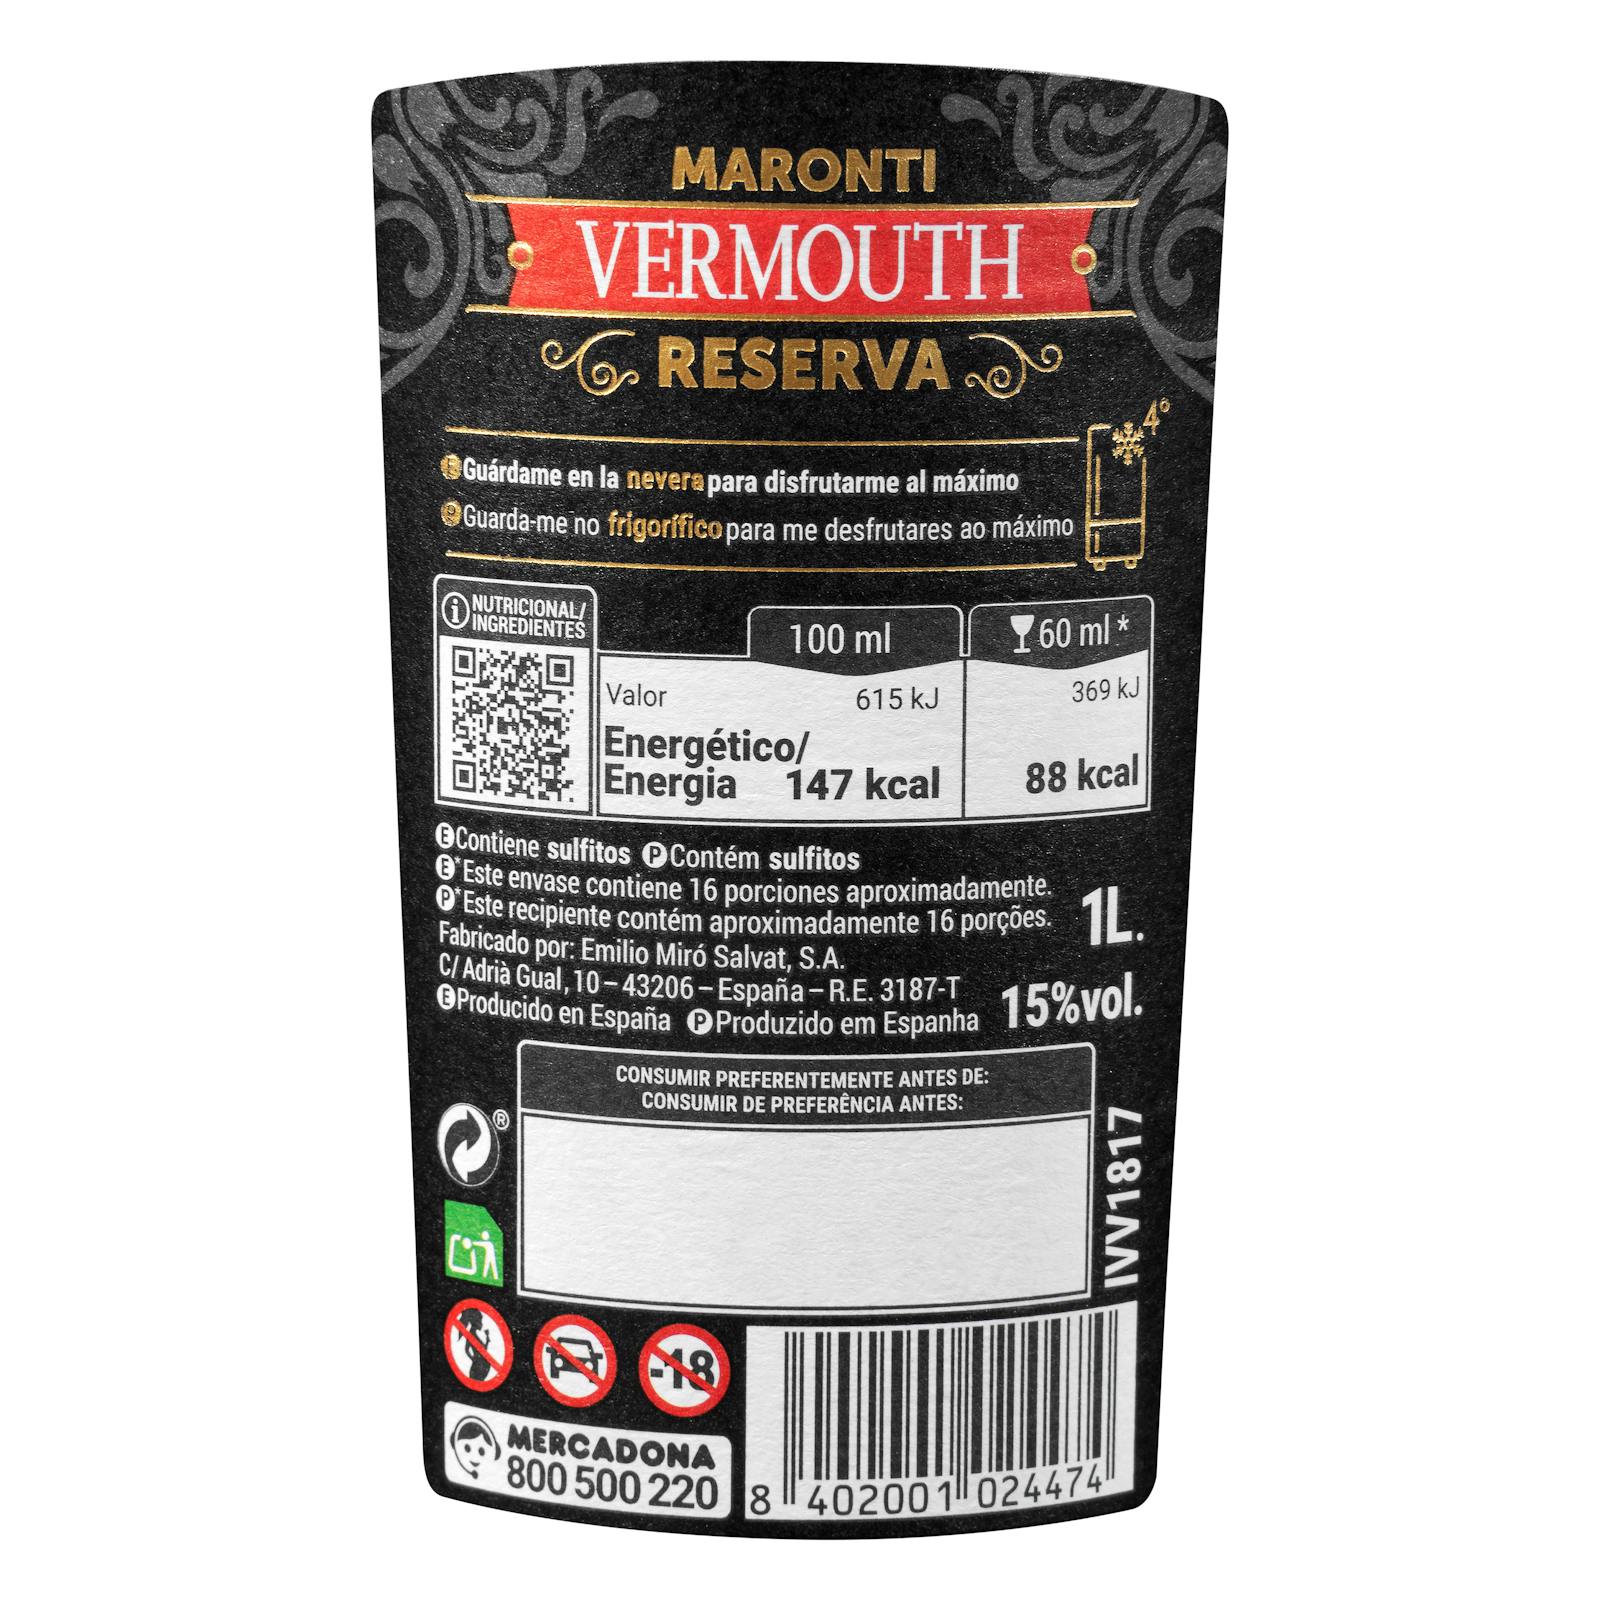 MARONTI
VERMOUTH
RESERVA
4°
E Guárdame en la nevera para disfrutarme al máximo
P Guarda-me no frigorífico para me desfrutares ao máximo
i NUTRICIONAL/
INGREDIENTES
100 ml
60 ml *
Valor 615 kJ 369 kJ
Energético/
Energia 147 kcal 88 kcal
E Contiene sulfitos P Contém sulfitos
E * Este envase contiene 16 porciones aproximadamente.
P * Este recipiente contém aproximadamente 16 porções.
1L.
Fabricado por: Emilio Miró Salvat, S.A.
C/ Adrià Gual, 10 – 43206 – España – R.E. 3187-T
E Producido en España P Produzido em Espanha
15%vol.
CONSUMIR PREFERENTEMENTE ANTES DE:
CONSUMIR DE PREFERÊNCIA ANTES:
®
IVV1817
-18
MERCADONA
800 500 220
8 402001 024474